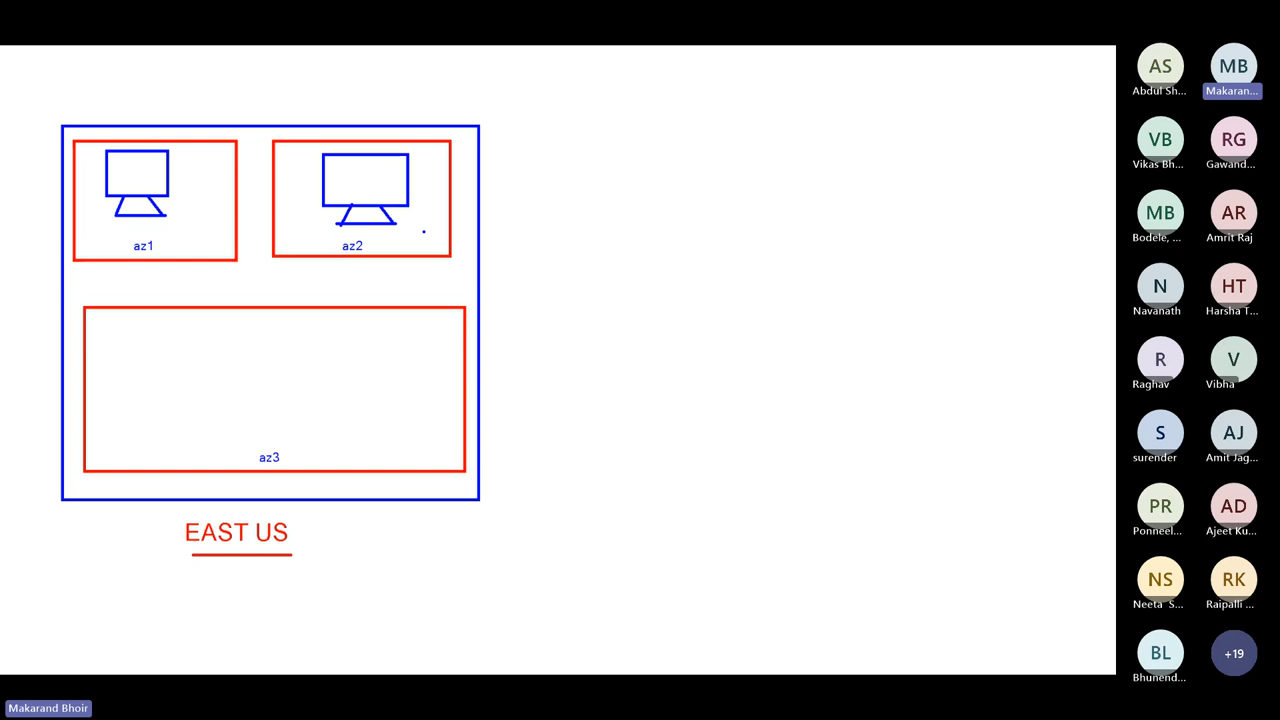 AS MB
Abdul Sh... Makaran...
VB RG
Vikas Bh... Gawand...
az1 az2
MB AR
Bodele, ... Amrit Raj
N HT
Navanath Harsha T...
R V
Raghav Vibha
az3
S AJ
surender Amit Jag...
EAST US
PR AD
Ponneel... Ajeet Ku...
NS RK
Neeta S... Raipalli ...
BL +19
Bhunend...
Makarand Bhoir